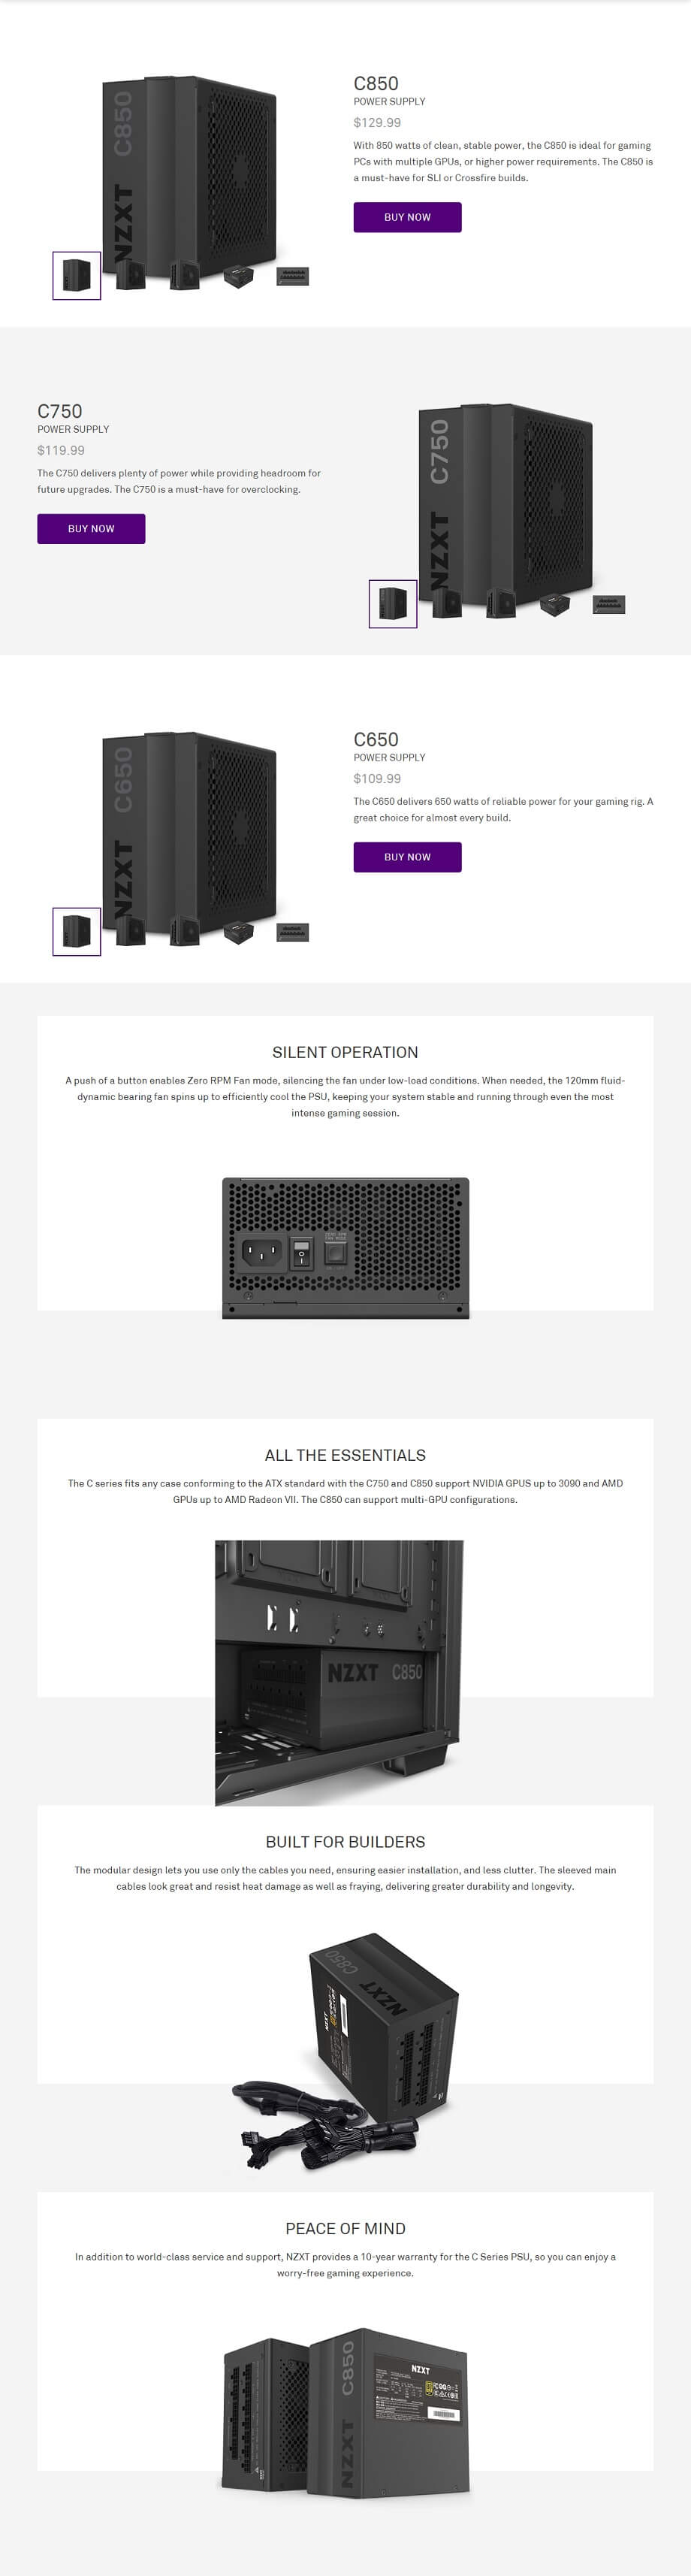 C850
NZXT
C850
POWER SUPPLY
$129.99
With 850 watts of clean, stable power, the C850 is ideal for gaming
PCs with multiple GPUs, or higher power requirements. The C850 is
a must-have for SLI or Crossfire builds.
BUY NOW
C750
POWER SUPPLY
$119.99
The C750 delivers plenty of power while providing headroom for
future upgrades. The C750 is a must-have for overclocking.
BUY NOW
C750
NZXT
C650
NZXT
C650
POWER SUPPLY
$109.99
The C650 delivers 650 watts of reliable power for your gaming rig. A
great choice for almost every build.
BUY NOW
SILENT OPERATION
A push of a button enables Zero RPM Fan mode, silencing the fan under low-load conditions. When needed, the 120mm fluid-
dynamic bearing fan spins up to efficiently cool the PSU, keeping your system stable and running through even the most
intense gaming session.
ZERO RPM
FAN MODE
ALL THE ESSENTIALS
The C series fits any case conforming to the ATX standard with the C750 and C850 support NVIDIA GPUS up to 3090 and AMD
GPUs up to AMD Radeon VII. The C850 can support multi-GPU configurations.
NZXT C850
BUILT FOR BUILDERS
The modular design lets you use only the cables you need, ensuring easier installation, and less clutter. The sleeved main
cables look great and resist heat damage as well as fraying, delivering greater durability and longevity.
C850
NZXT
NZXT
PEACE OF MIND
In addition to world-class service and support, NZXT provides a 10-year warranty for the C Series PSU, so you can enjoy a
worry-free gaming experience.
C850
NZXT
NZXT